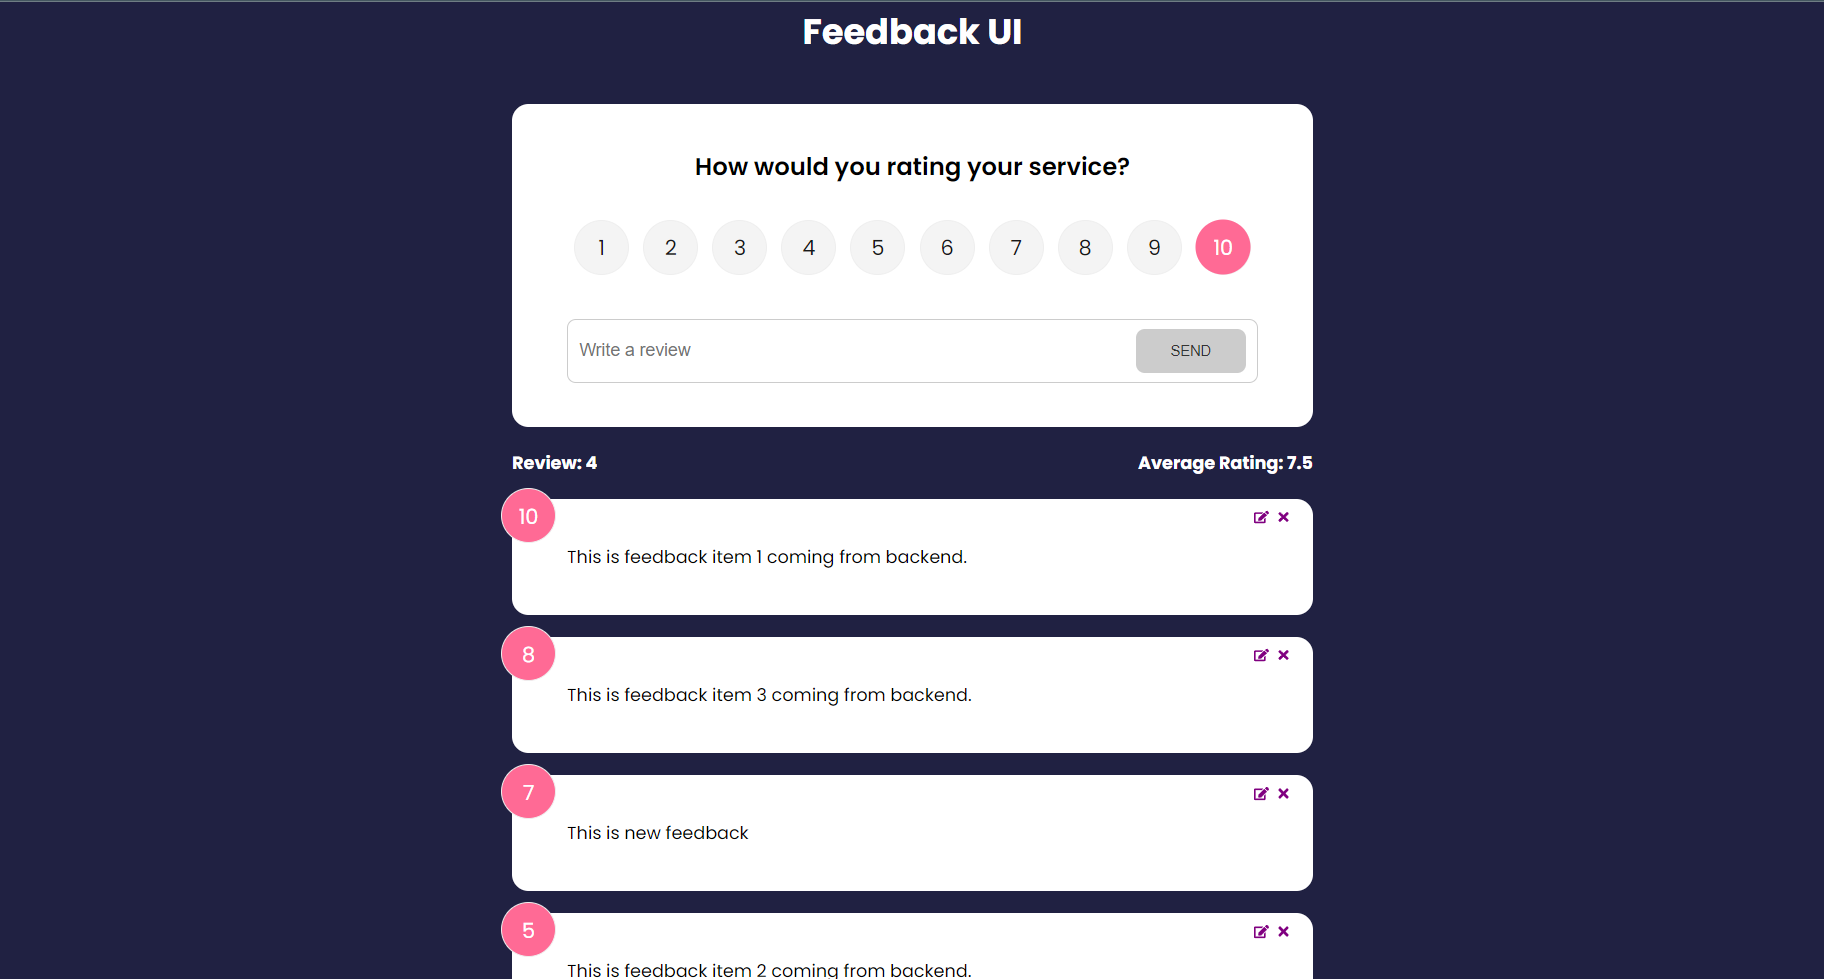 Feedback UI
How would you rating your service?
1 2 3 4 5 6 7 8 9 10
Write a review SEND
Review: 4 Average Rating: 7.5
10
This is feedback item 1 coming from backend.
8
This is feedback item 3 coming from backend.
7
This is new feedback
5
This is feedback item 2 coming from backend.